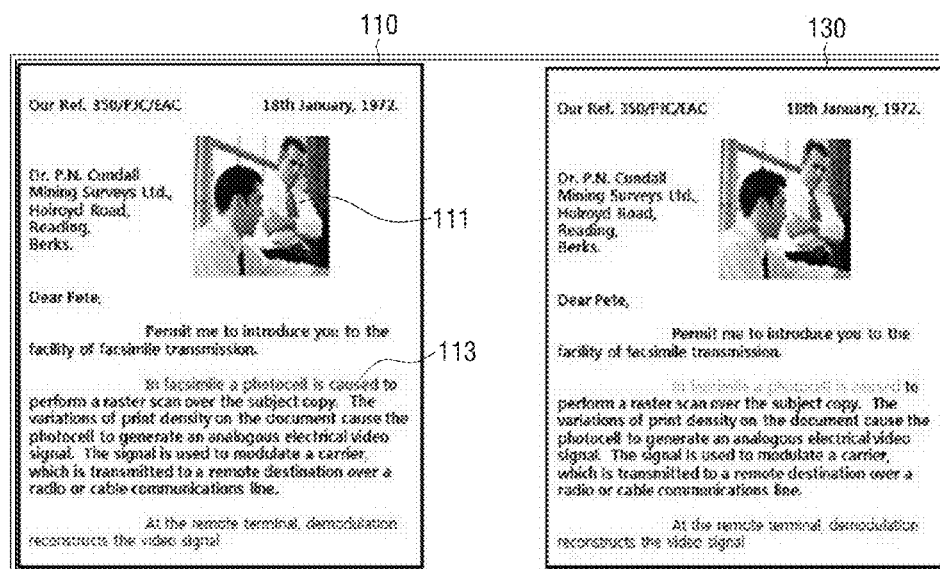 110
130
Our Ref. 350/PJC/EAC 18th January, 1972.
Dr. P.N. Cundall
Mining Surveys Ltd.,
Holroyd Road,
Reading,
Berks.
111
Dear Pete,
Permit me to introduce you to the
facility of facsimile transmission.
113
In facsimile a photocell is caused to
perform a raster scan over the subject copy. The
variations of print density on the document cause the
photocell to generate an analogous electrical video
signal. The signal is used to modulate a carrier,
which is transmitted to a remote destination over a
radio or cable communications line.
At the remote terminal, demodulation
reconstructs the video signal
Our Ref. 350/PJC/EAC 18th January, 1972.
Dr. P.N. Cundall
Mining Surveys Ltd.,
Holroyd Road,
Reading,
Berks.
Dear Pete,
Permit me to introduce you to the
facility of facsimile transmission.
In facsimile a photocell is caused to
perform a raster scan over the subject copy. The
variations of print density on the document cause the
photocell to generate an analogous electrical video
signal. The signal is used to modulate a carrier,
which is transmitted to a remote destination over a
radio or cable communications line.
At the remote terminal, demodulation
reconstructs the video signal